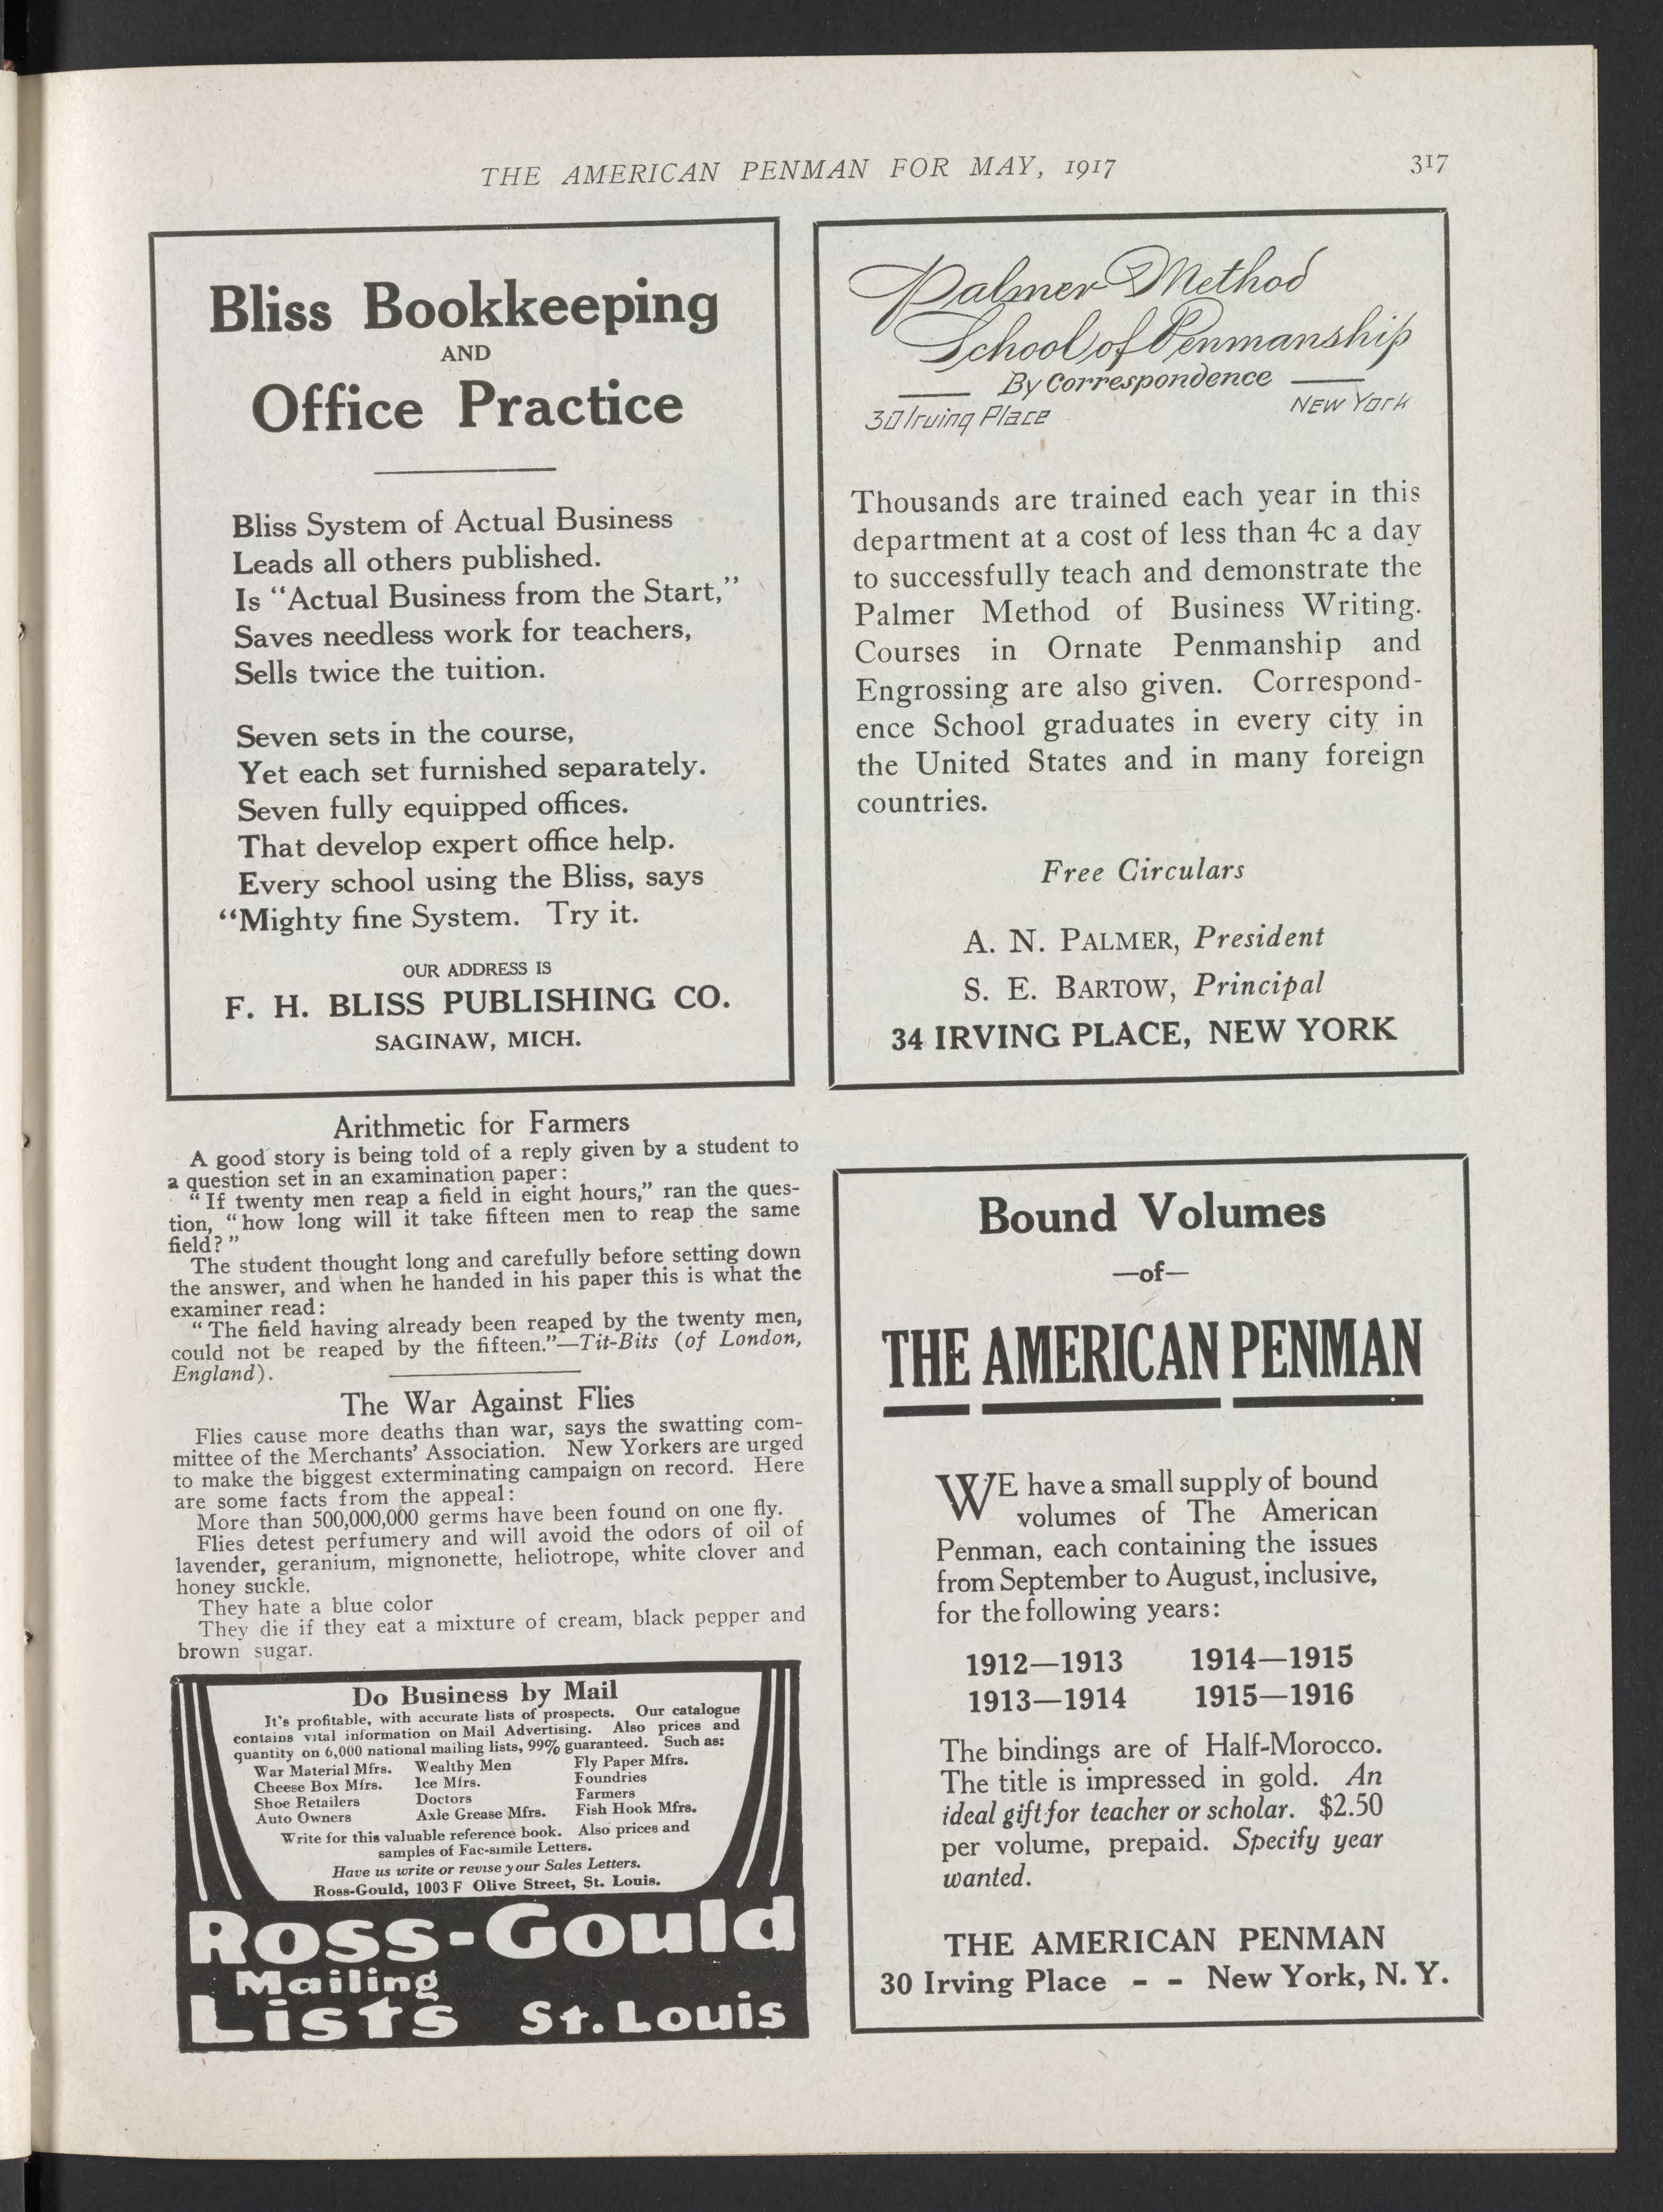 THE AMERICAN PENMAN FOR MAY, 1917
317
Bliss Bookkeeping
AND
Office Practice
Bliss System of Actual Business
Leads all others published.
Is "Actual Business from the Start,"
Saves needless work for teachers,
Sells twice the tuition.
Seven sets in the course,
Yet each set furnished separately.
Seven fully equipped offices.
That develop expert office help.
Every school using the Bliss, says
"Mighty fine System. Try it.
OUR ADDRESS IS
F. H. BLISS PUBLISHING CO.
SAGINAW, MICH.
Arithmetic for Farmers
A good story is being told of a reply given by a student to
a question set in an examination paper:
"If twenty men reap a field in eight hours," ran the ques-
tion, "how long will it take fifteen men to reap the same
field?"
The student thought long and carefully before setting down
the answer, and when he handed in his paper this is what the
examiner read:
"The field having already been reaped by the twenty men,
could not be reaped by the fifteen."—Tit-Bits (of London,
England).
The War Against Flies
Flies cause more deaths than war, says the swatting com-
mittee of the Merchants' Association. New Yorkers are urged
to make the biggest exterminating campaign on record. Here
are some facts from the appeal:
More than 500,000,000 germs have been found on one fly.
Flies detest perfumery and will avoid the odors of oil of
lavender, geranium, mignonette, heliotrope, white clover and
honey suckle.
They hate a blue color
They die if they eat a mixture of cream, black pepper and
brown sugar.
Do Business by Mail
It's profitable, with accurate lists of prospects. Our catalogue
contains vital information on Mail Advertising. Also prices and
quantity on 6,000 national mailing lists, 99% guaranteed. Such as:
War Material Mfrs. Wealthy Men Fly Paper Mfrs.
Cheese Box Mfrs. Ice Mfrs. Foundries
Shoe Retailers Doctors Farmers
Auto Owners Axle Grease Mfrs. Fish Hook Mfrs.
Write for this valuable reference book. Also prices and
samples of Fac-simile Letters.
Have us write or revise your Sales Letters.
Ross-Gould, 1003 F Olive Street, St. Louis.
Ross-Gould
Mailing
Lists St. Louis
Palmer Method
School of Penmanship
By Correspondence
30 Irving Place New York
Thousands are trained each year in this
department at a cost of less than 4c a day
to successfully teach and demonstrate the
Palmer Method of Business Writing.
Courses in Ornate Penmanship and
Engrossing are also given. Correspond-
ence School graduates in every city in
the United States and in many foreign
countries.
Free Circulars
A. N. PALMER, President
S. E. BARTOW, Principal
34 IRVING PLACE, NEW YORK
Bound Volumes
—of—
THE AMERICAN PENMAN
WE have a small supply of bound
volumes of The American
Penman, each containing the issues
from September to August, inclusive,
for the following years:
1912—1913 1914—1915
1913—1914 1915—1916
The bindings are of Half-Morocco.
The title is impressed in gold. An
ideal gift for teacher or scholar. $2.50
per volume, prepaid. Specify year
wanted.
THE AMERICAN PENMAN
30 Irving Place - - New York, N. Y.